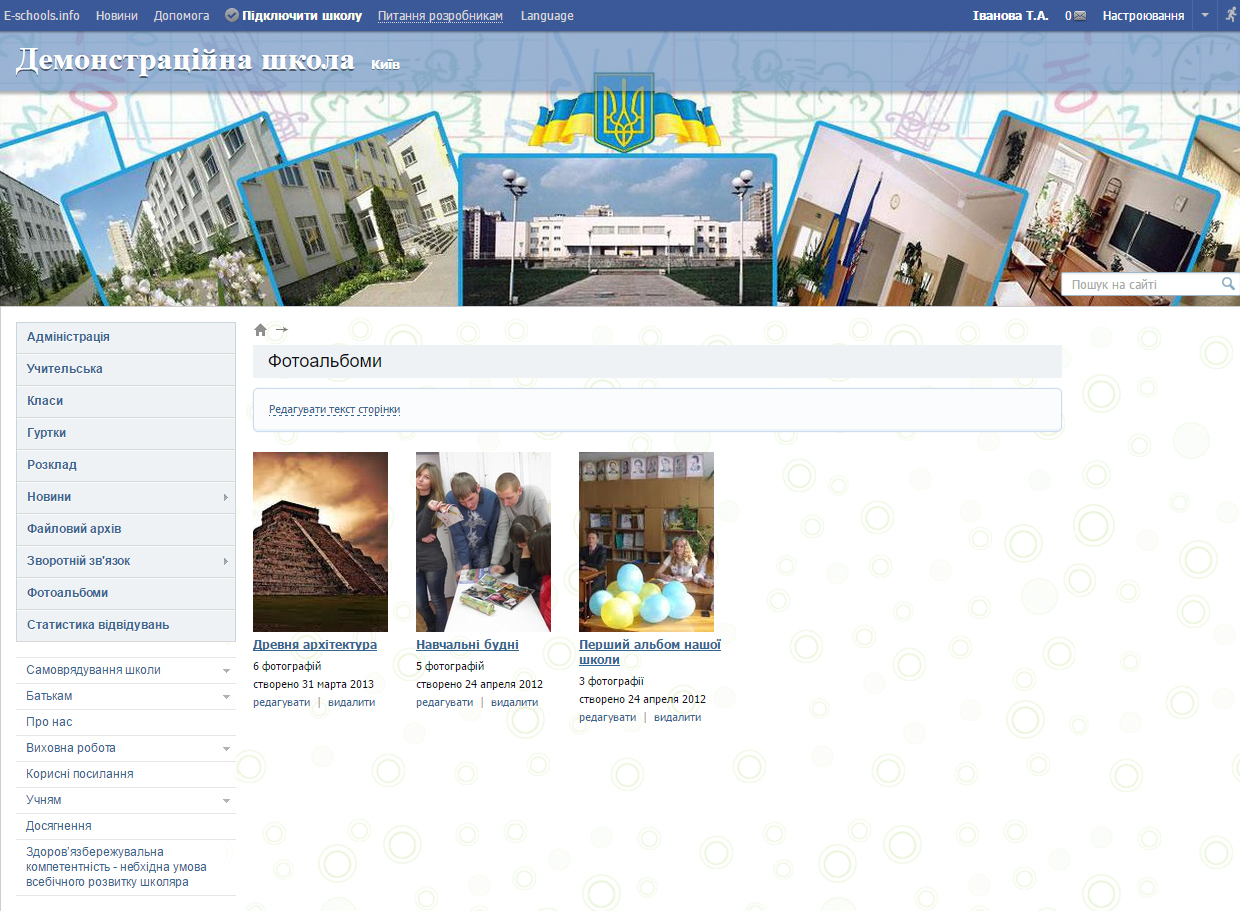 E-schools.info Новини Допомога Підключити школу Питання розробникам Language Іванова Т.А. 0 Настроювання
Демонстраційна школа Київ
Пошук на сайті
Адміністрація
Учительська
Класи
Гуртки
Розклад
Новини
Файловий архів
Зворотній зв'язок
Фотоальбоми
Статистика відвідувань
Самоврядування школи
Батькам
Про нас
Виховна робота
Корисні посилання
Учням
Досягнення
Здоров'язбережувальна
компетентність - небхідна умова
всебічного розвитку школяра
Фотоальбоми
Редагувати текст сторінки
Древня архітектура
6 фотографій
створено 31 марта 2013
редагувати | видалити
Навчальні будні
5 фотографій
створено 24 апреля 2012
редагувати | видалити
Перший альбом нашої
школи
3 фотографії
створено 24 апреля 2012
редагувати | видалити